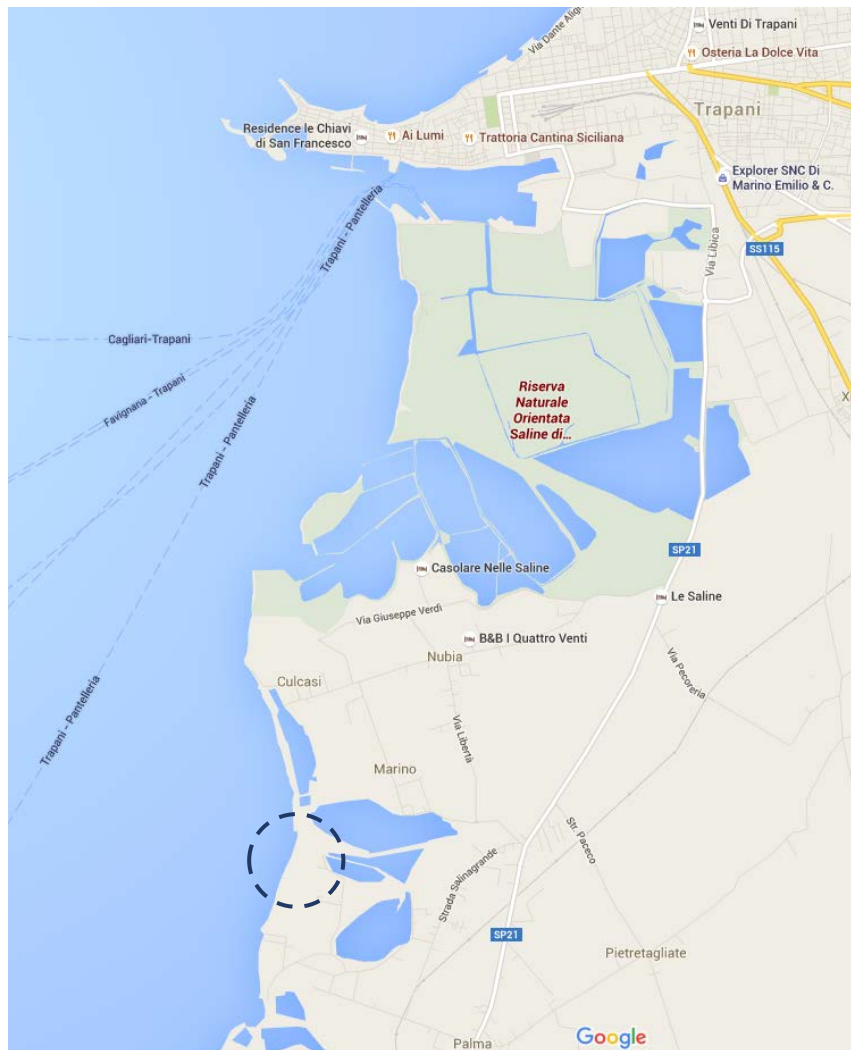 Venti Di Trapani
Via Dante Alig
Osteria La Dolce Vita
Trapani
Residence le Chiavi
di San Francesco
Ai Lumi
Trattoria Cantina Siciliana
Explorer SNC Di
Marino Emilio & C.
Trapani - Pantelleria
SS115
Via Libica
Cagliari-Trapani
Favignana - Trapani
Riserva
Naturale
Orientata
Saline di...
X
Trapani - Pantelleria
SP21
Casolare Nelle Saline
Le Saline
Via Giuseppe Verdi
B&B I Quattro Venti
Nubia
Via Pecoreria
Culcasi
Trapani - Pantelleria
Via Libertà
Marino
Str. Paceco
Strada Salinagrande
SP21
Pietretagliate
Palma
Google